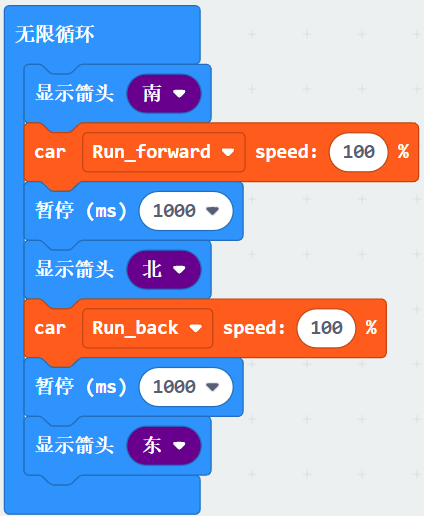 无限循环
显示箭头 南
car Run_forward speed: 100 %
暂停 (ms) 1000
显示箭头 北
car Run_back speed: 100 %
暂停 (ms) 1000
显示箭头 东